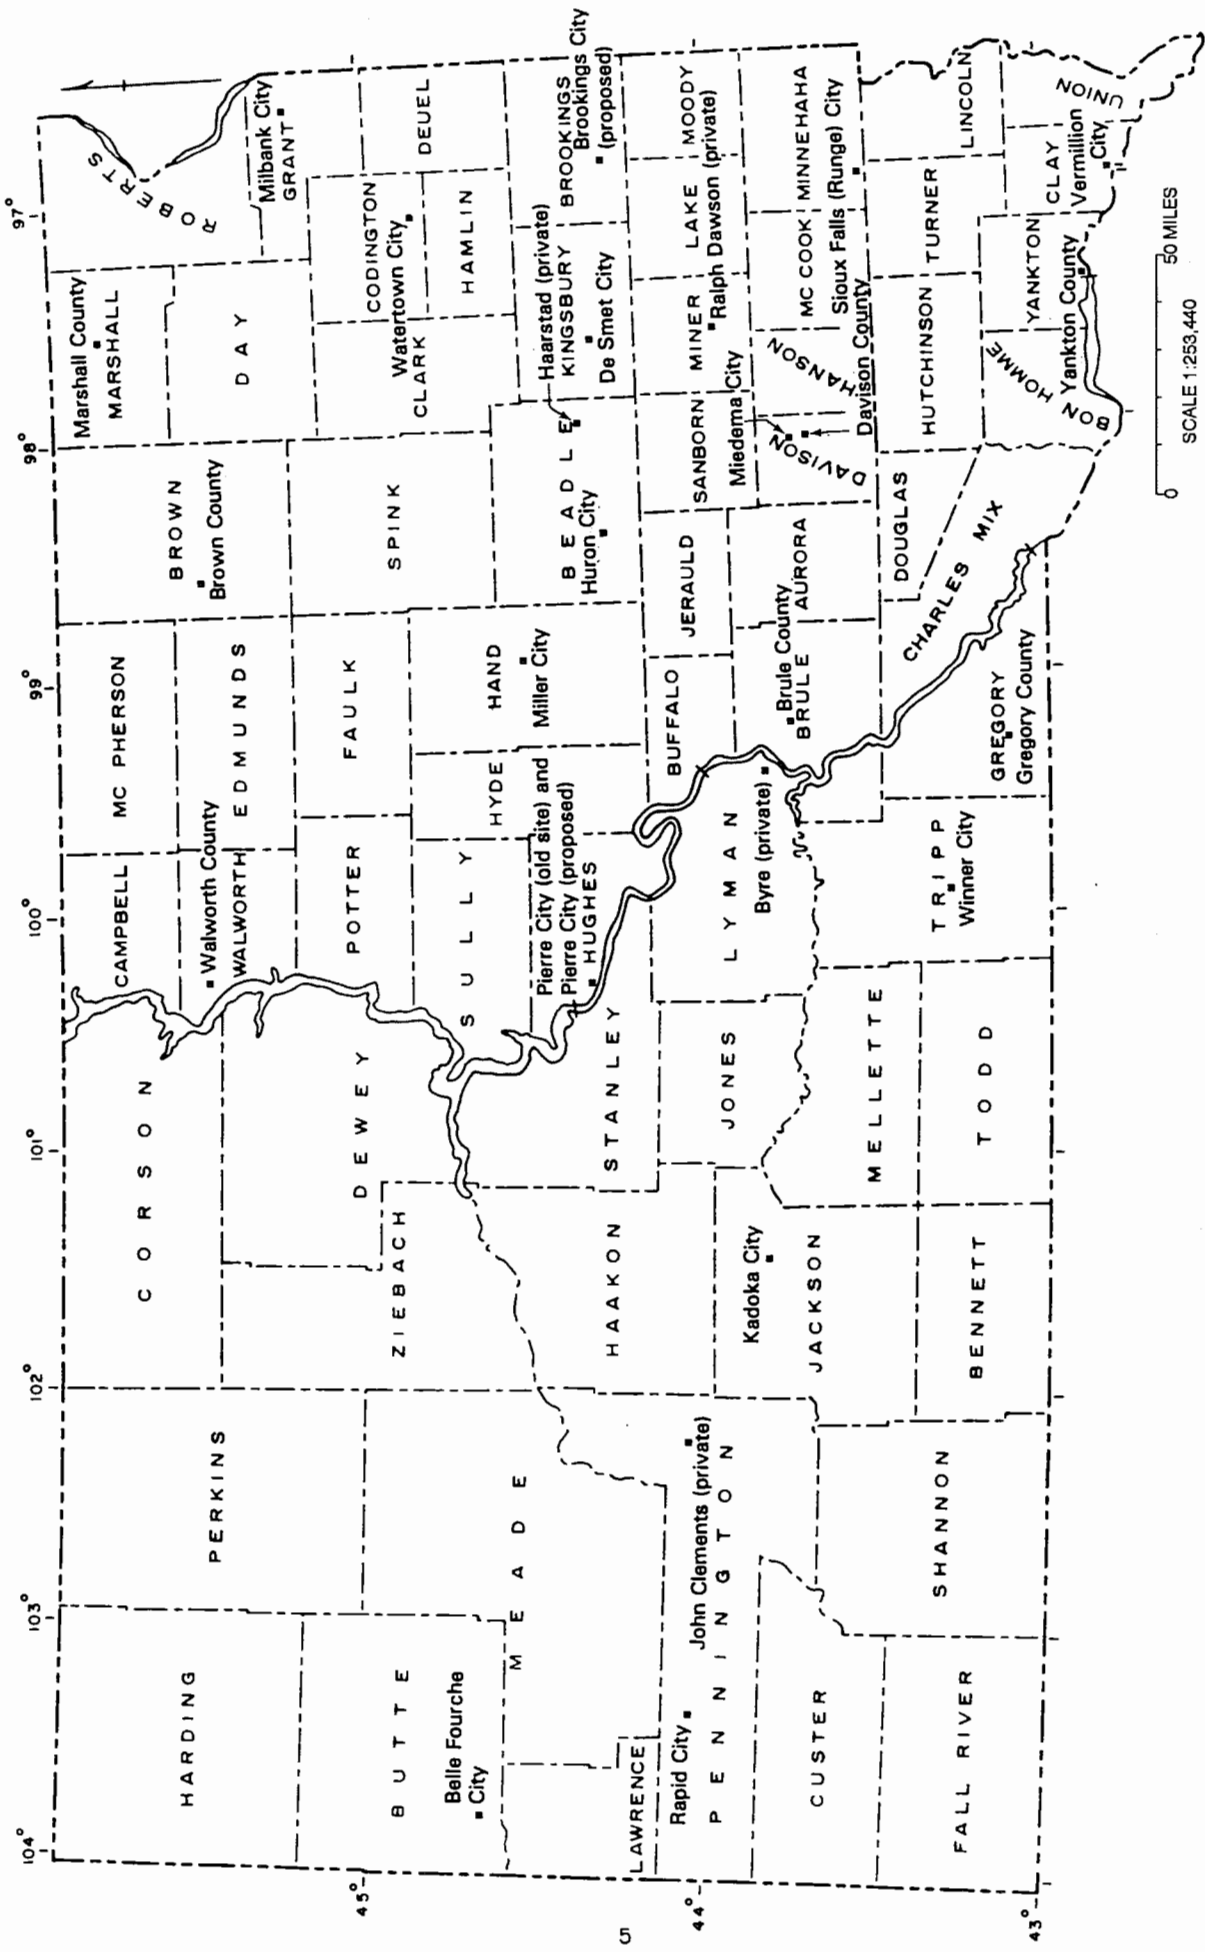 104°
103°
102°
101°
100°
99°
98°
97°
45°
44°
43°
HARDING
PERKINS
CORSON
CAMPBELL
MC PHERSON
BROWN
Brown County
Marshall County
MARSHALL
ROBERTS
Walworth County
WALWORTH
EDMUNDS
DAY
Milbank City
GRANT
BUTTE
Belle Fourche
City
ZIEBACH
DEWEY
POTTER
FAULK
SPINK
CODINGTON
Watertown City
CLARK
DEUEL
HAMLIN
MEADE
SULLY
HYDE
HAND
Miller City
BEADLE
Huron City
Haarstad (private)
KINGSBURY
De Smet City
BROOKINGS
Brookings City
(proposed)
LAWRENCE
HAAKON
STANLEY
Pierre City (old site) and
Pierre City (proposed)
HUGHES
Rapid City
PENNINGTON
John Clements (private)
JONES
LYMAN
Byre (private)
BUFFALO
JERAULD
SANBORN
Miedema City
MINER
LAKE
Ralph Dawson (private)
MOODY
Kadoka City
JACKSON
Brule County
BRULE
AURORA
DAVISON
Davison County
HANSON
MC COOK
MINNEHAHA
Sioux Falls (Runge) City
CUSTER
MELLETTE
DOUGLAS
HUTCHINSON
TURNER
LINCOLN
FALL RIVER
SHANNON
BENNETT
TODD
TRIPP
Winner City
GREGORY
Gregory County
CHARLES MIX
BON HOMME
YANKTON
Yankton County
CLAY
Vermillion
City
UNION
0
50 MILES
SCALE 1:253,440
5